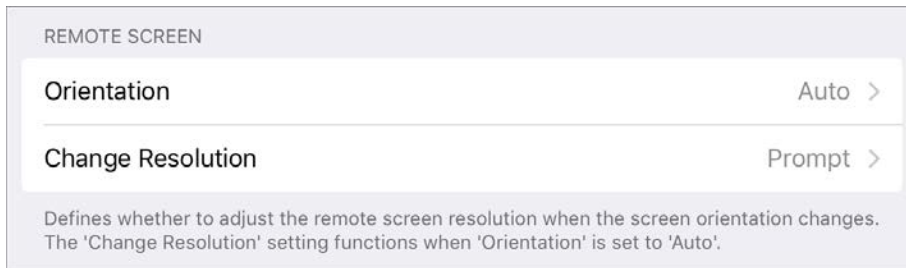 REMOTE SCREEN
Orientation Auto
Change Resolution Prompt
Defines whether to adjust the remote screen resolution when the screen orientation changes.
The 'Change Resolution' setting functions when 'Orientation' is set to 'Auto'.